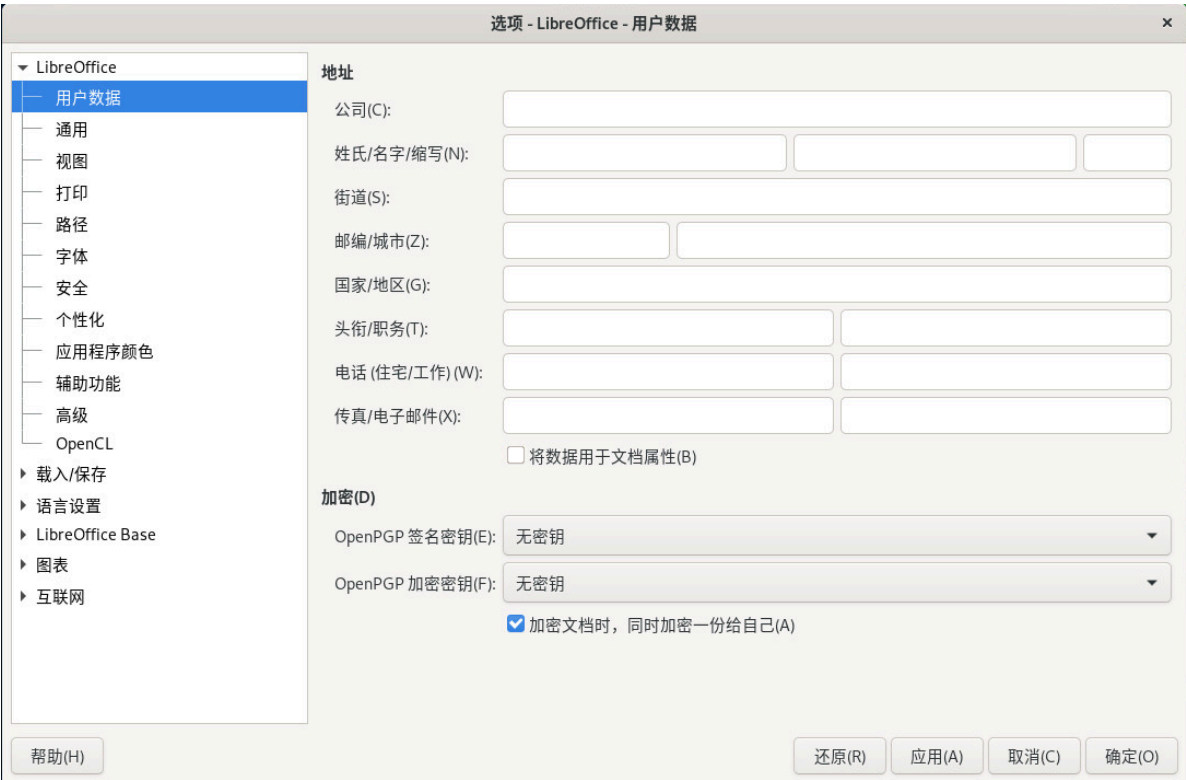 选项 - LibreOffice - 用户数据
LibreOffice
用户数据
通用
视图
打印
路径
字体
安全
个性化
应用程序颜色
辅助功能
高级
OpenCL
载入/保存
语言设置
LibreOffice Base
图表
互联网
地址
公司(C):
姓氏/名字/缩写(N):
街道(S):
邮编/城市(Z):
国家/地区(G):
头衔/职务(T):
电话 (住宅/工作) (W):
传真/电子邮件(X):
将数据用于文档属性(B)
加密(D)
OpenPGP 签名密钥(E): 无密钥
OpenPGP 加密密钥(F): 无密钥
加密文档时，同时加密一份给自己(A)
帮助(H) 还原(R) 应用(A) 取消(C) 确定(O)